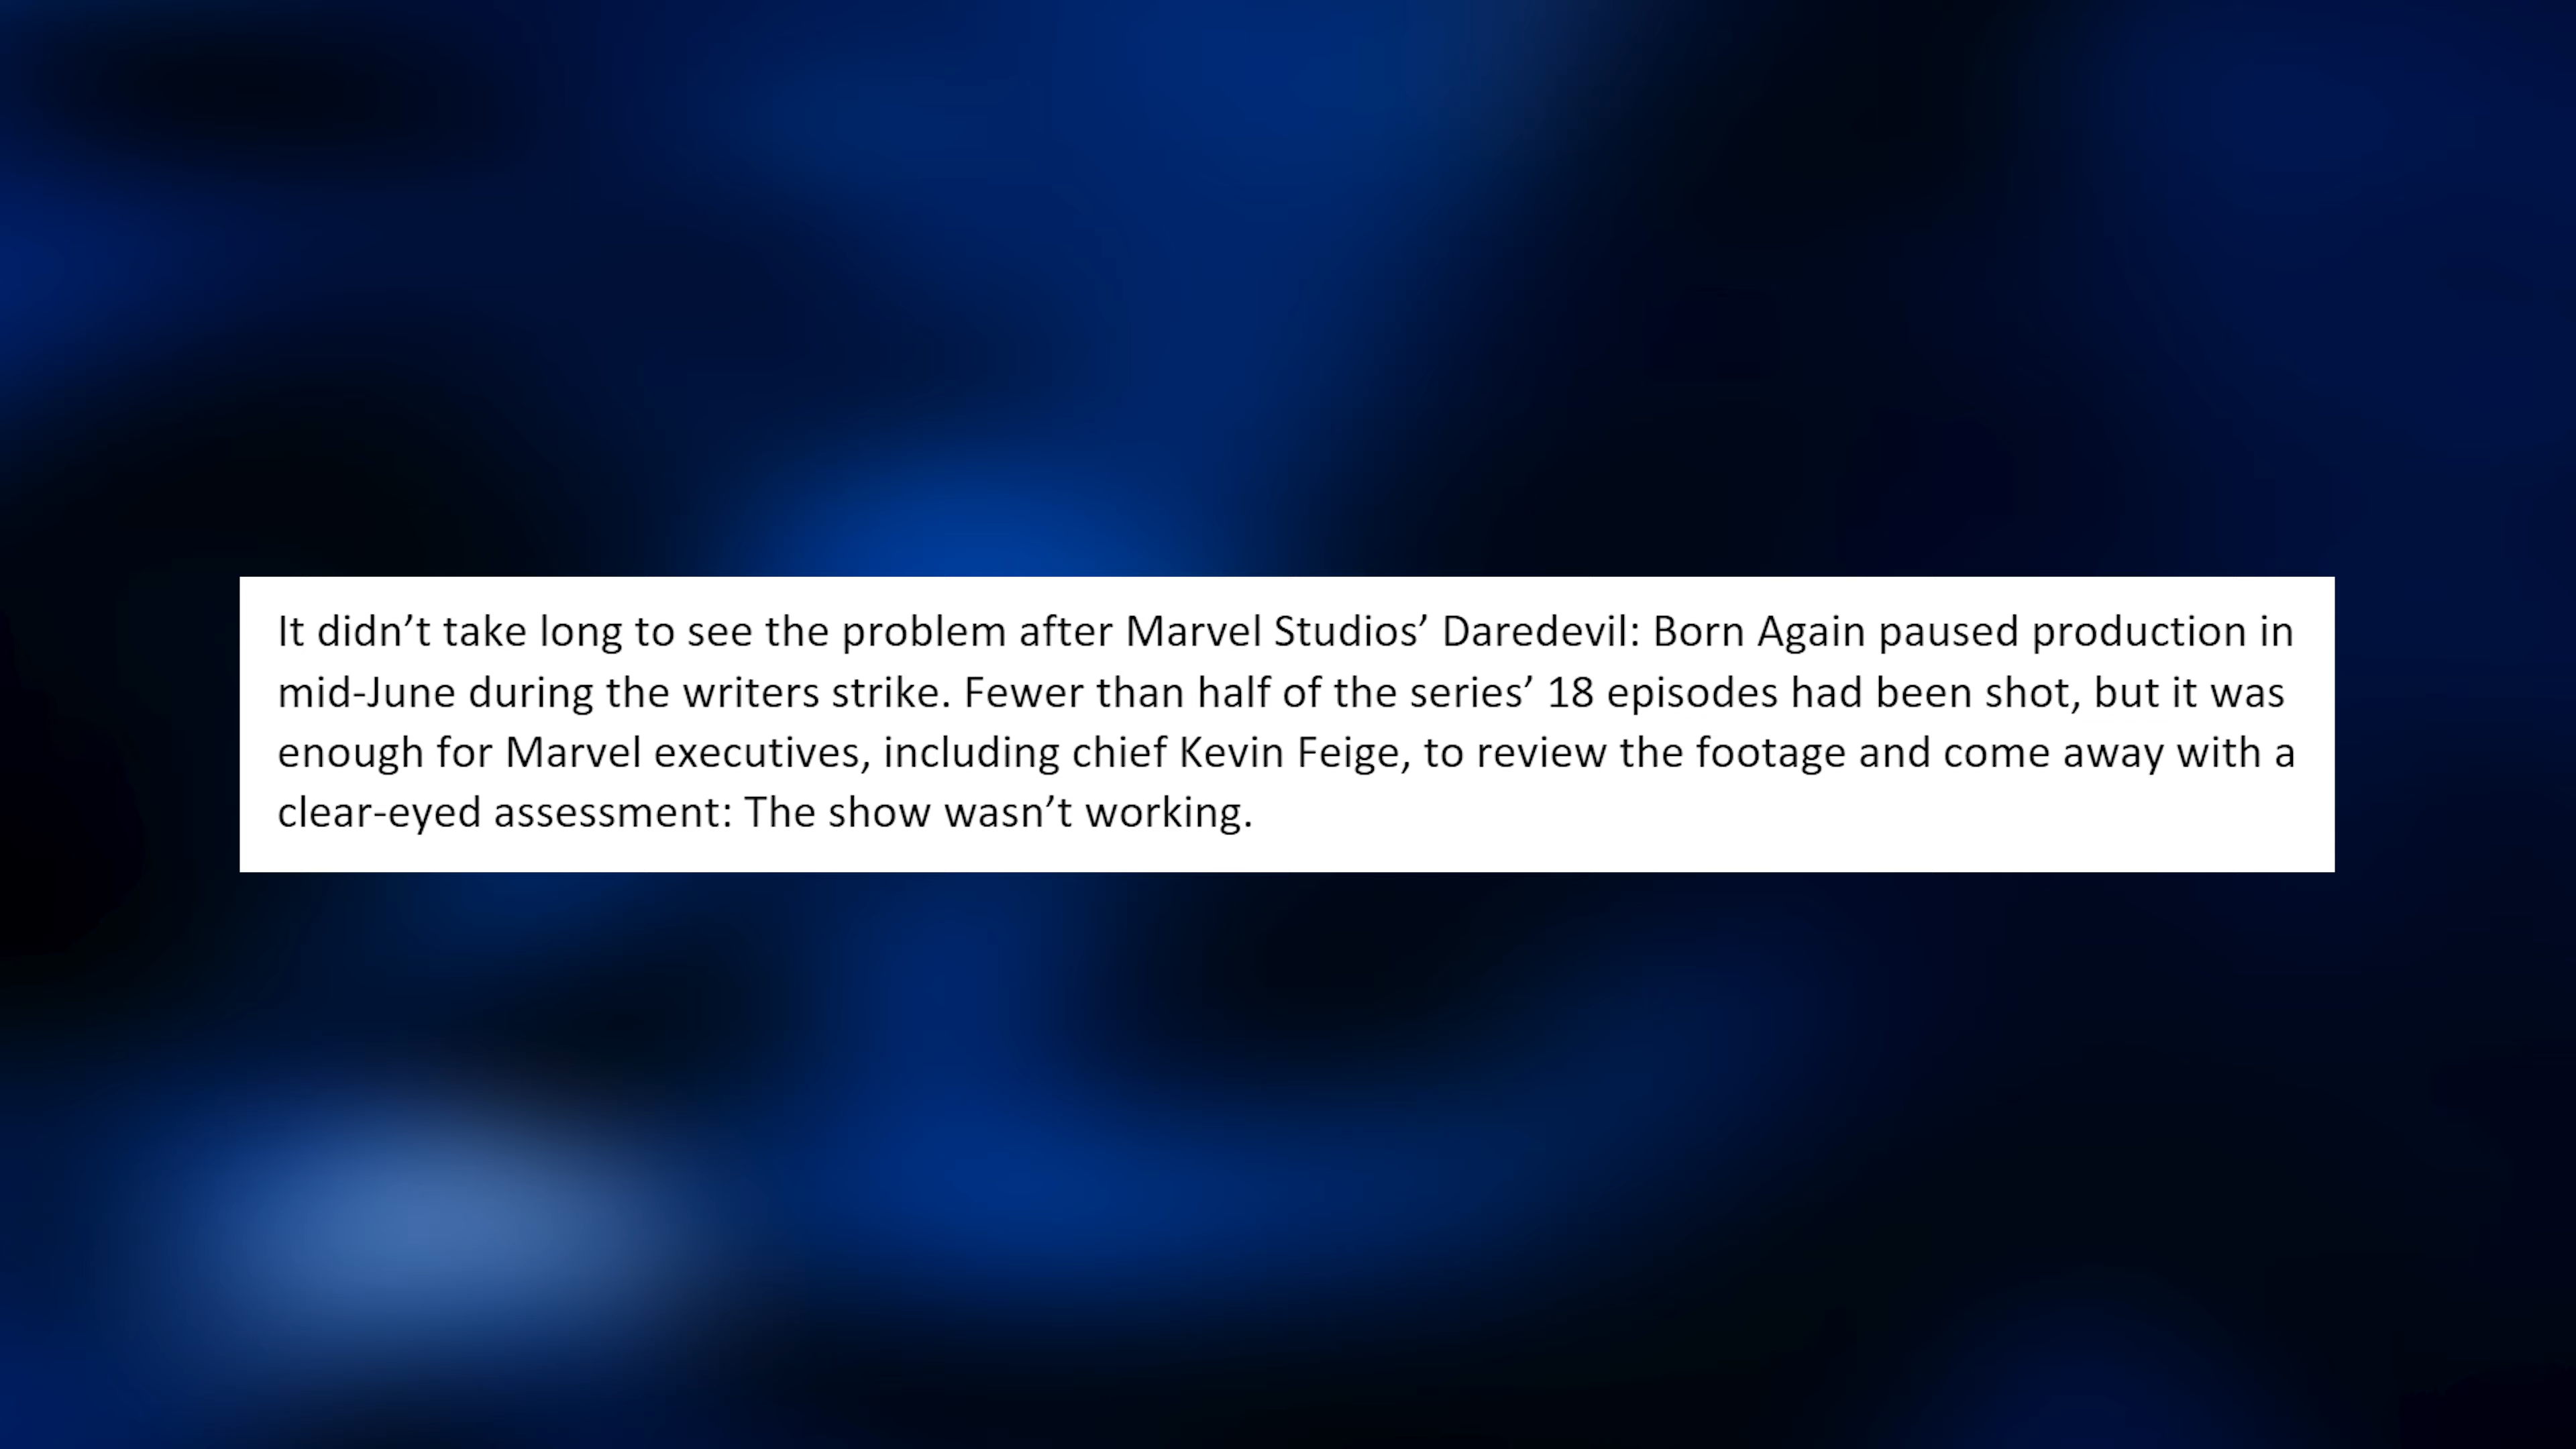 It didn’t take long to see the problem after Marvel Studios’ Daredevil: Born Again paused production in
mid-June during the writers strike. Fewer than half of the series’ 18 episodes had been shot, but it was
enough for Marvel executives, including chief Kevin Feige, to review the footage and come away with a
clear-eyed assessment: The show wasn’t working.